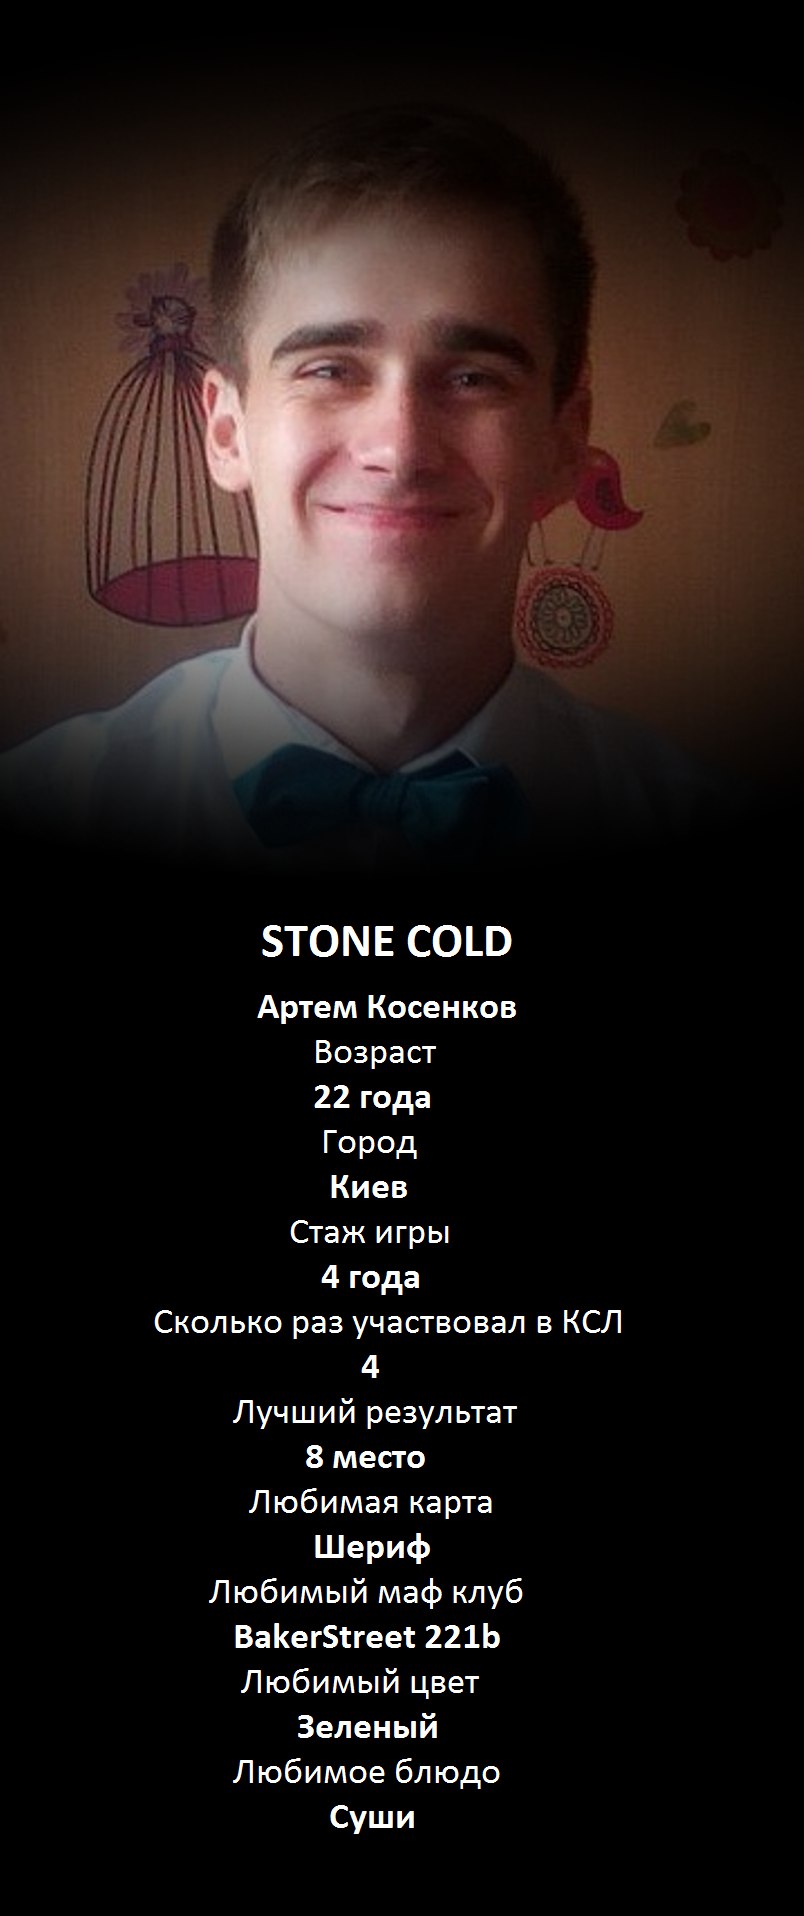 STONE COLD
Артем Косенков
Возраст
22 года
Город
Киев
Стаж игры
4 года
Сколько раз участвовал в КСЛ
4
Лучший результат
8 место
Любимая карта
Шериф
Любимый маф клуб
BakerStreet 221b
Любимый цвет
Зеленый
Любимое блюдо
Суши